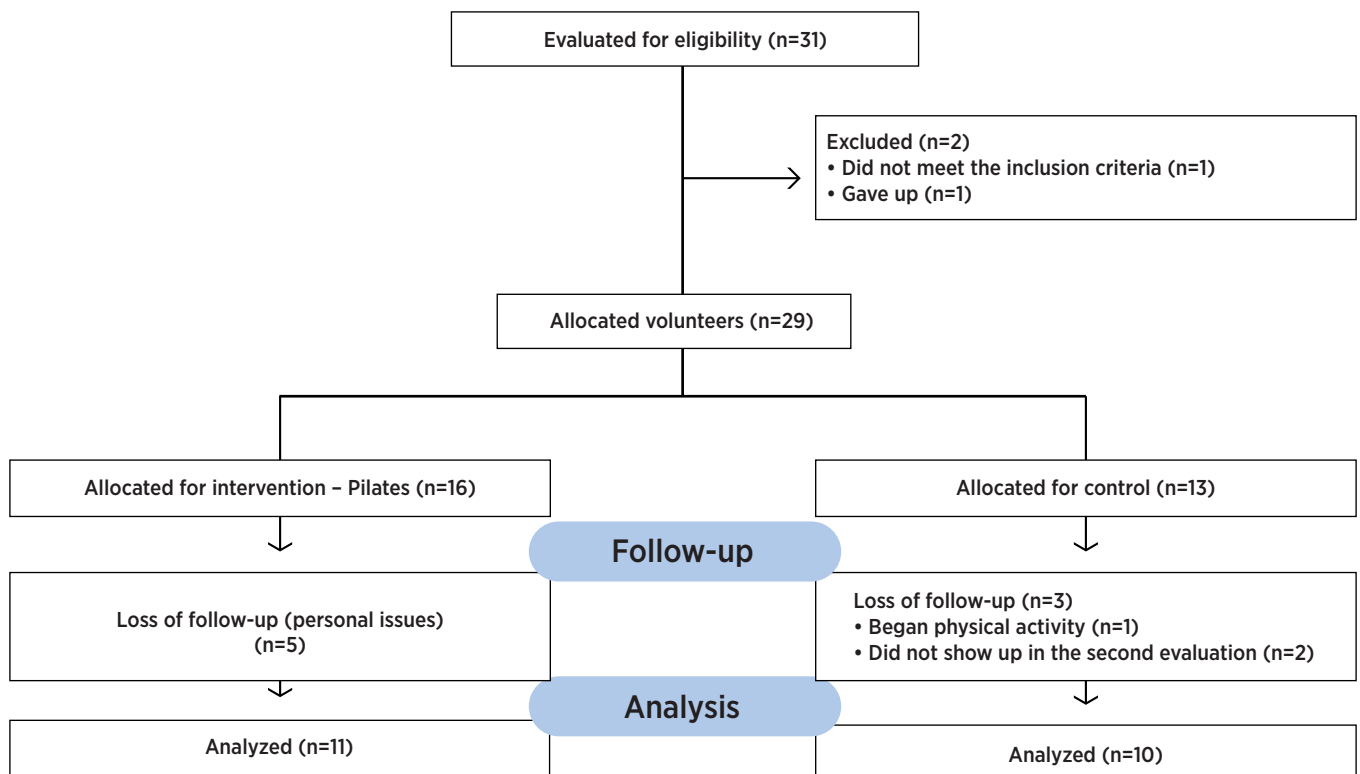 Evaluated for eligibility (n=31)
Excluded (n=2)
• Did not meet the inclusion criteria (n=1)
• Gave up (n=1)
Allocated volunteers (n=29)
Allocated for intervention – Pilates (n=16)
Allocated for control (n=13)
Follow-up
Loss of follow-up (personal issues)
(n=5)
Loss of follow-up (n=3)
• Began physical activity (n=1)
• Did not show up in the second evaluation (n=2)
Analysis
Analyzed (n=11)
Analyzed (n=10)